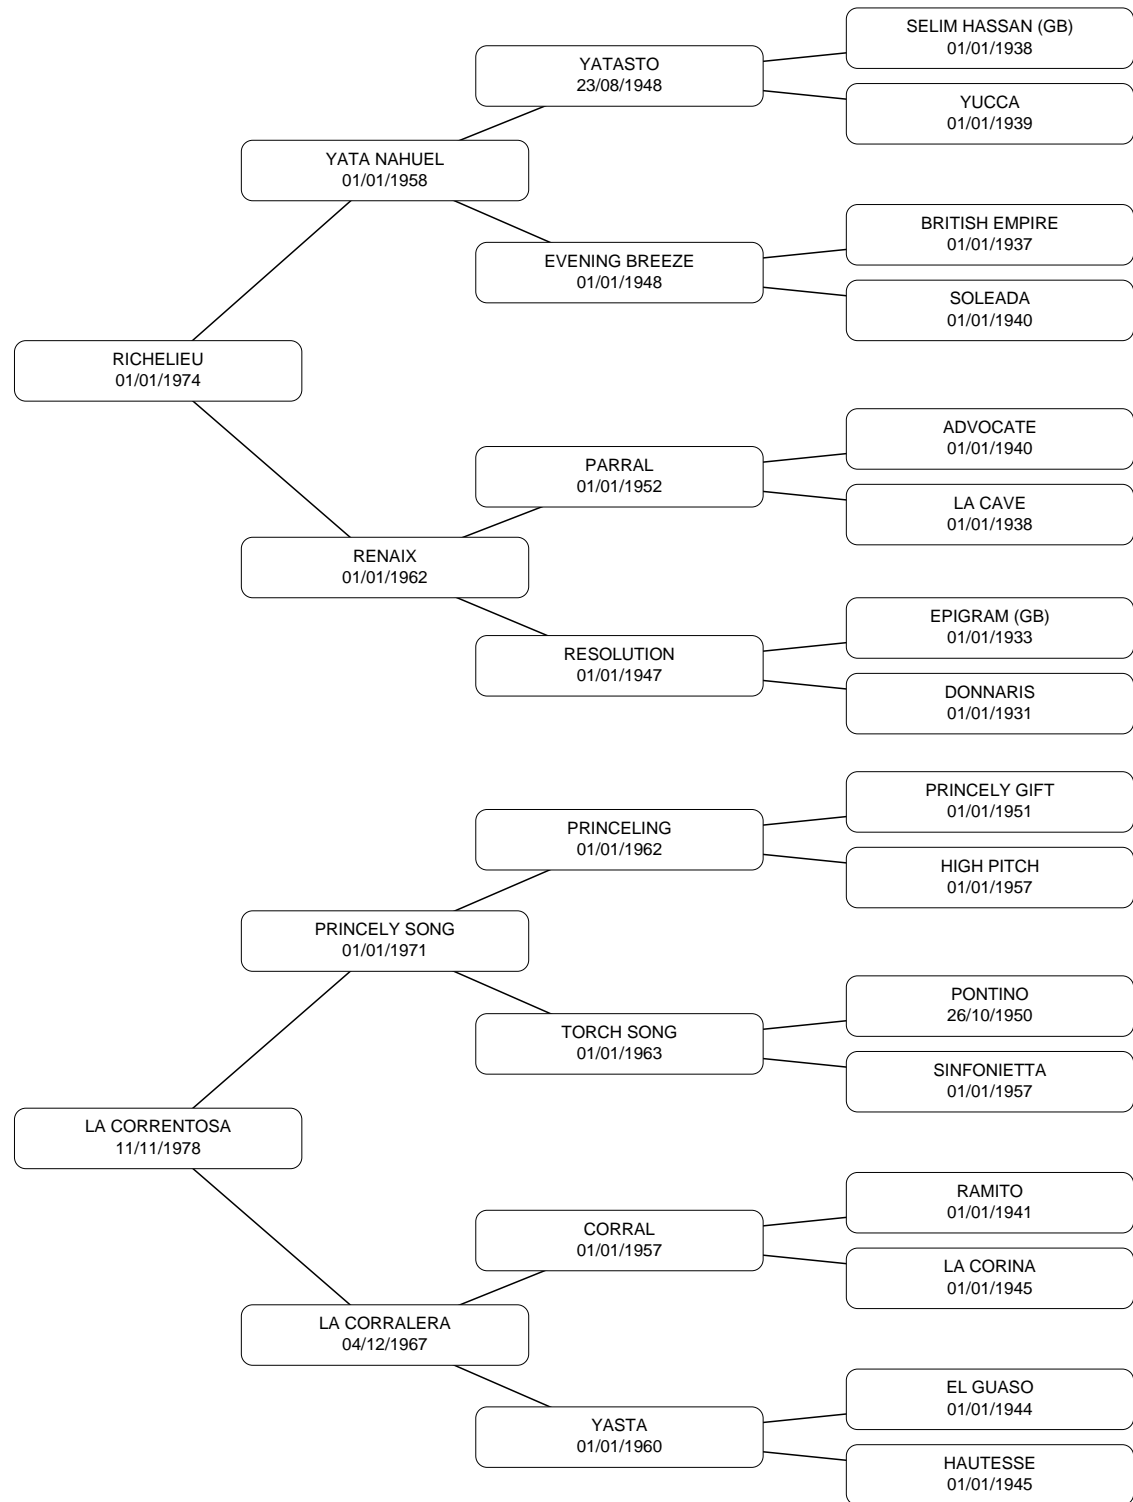 SELIM HASSAN (GB)
01/01/1938
YATASTO
23/08/1948
YUCCA
01/01/1939
YATA NAHUEL
01/01/1958
BRITISH EMPIRE
01/01/1937
EVENING BREEZE
01/01/1948
SOLEADA
01/01/1940
RICHELIEU
01/01/1974
ADVOCATE
01/01/1940
PARRAL
01/01/1952
LA CAVE
01/01/1938
RENAIX
01/01/1962
EPIGRAM (GB)
01/01/1933
RESOLUTION
01/01/1947
DONNARIS
01/01/1931
PRINCELY GIFT
01/01/1951
PRINCELING
01/01/1962
HIGH PITCH
01/01/1957
PRINCELY SONG
01/01/1971
PONTINO
26/10/1950
TORCH SONG
01/01/1963
SINFONIETTA
01/01/1957
LA CORRENTOSA
11/11/1978
RAMITO
01/01/1941
CORRAL
01/01/1957
LA CORINA
01/01/1945
LA CORRALERA
04/12/1967
EL GUASO
01/01/1944
YASTA
01/01/1960
HAUTESSE
01/01/1945